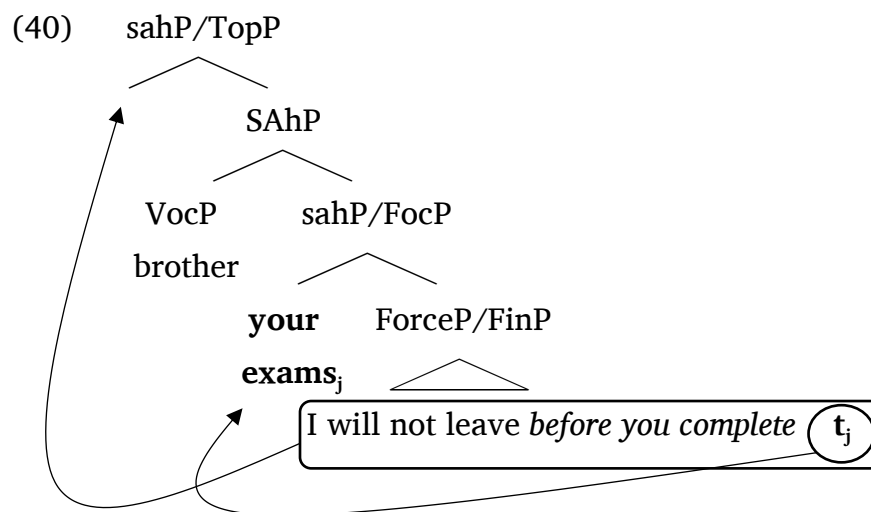 (40) sahP/TopP
SAhP
VocP sahP/FocP
brother
your ForceP/FinP
examsⱼ
I will not leave before you complete tⱼ